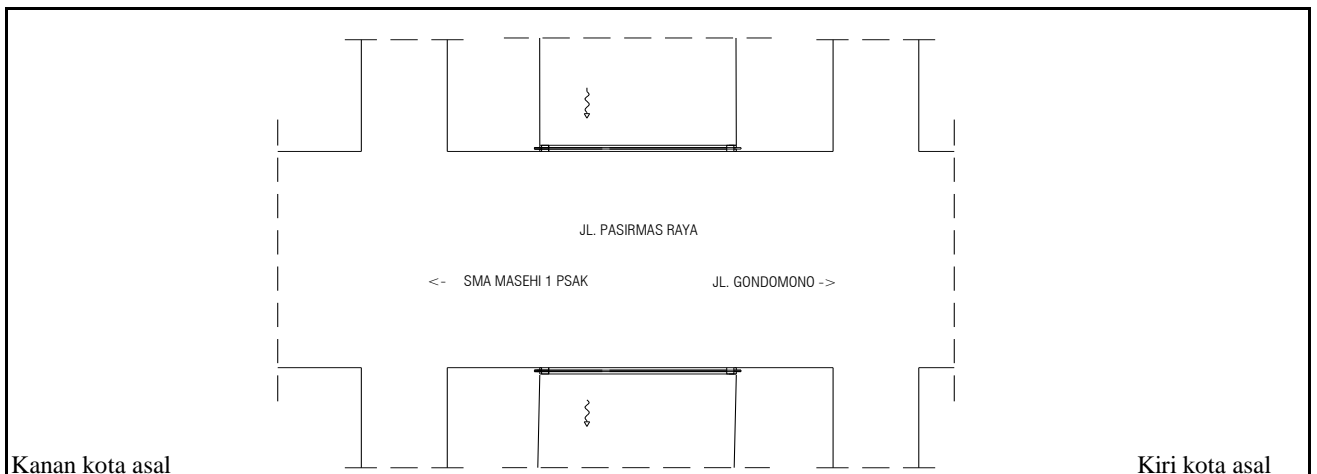 JL. PASIRMAS RAYA
<- SMA MASEHI 1 PSAK JL. GONDOMONO ->
Kanan kota asal Kiri kota asal